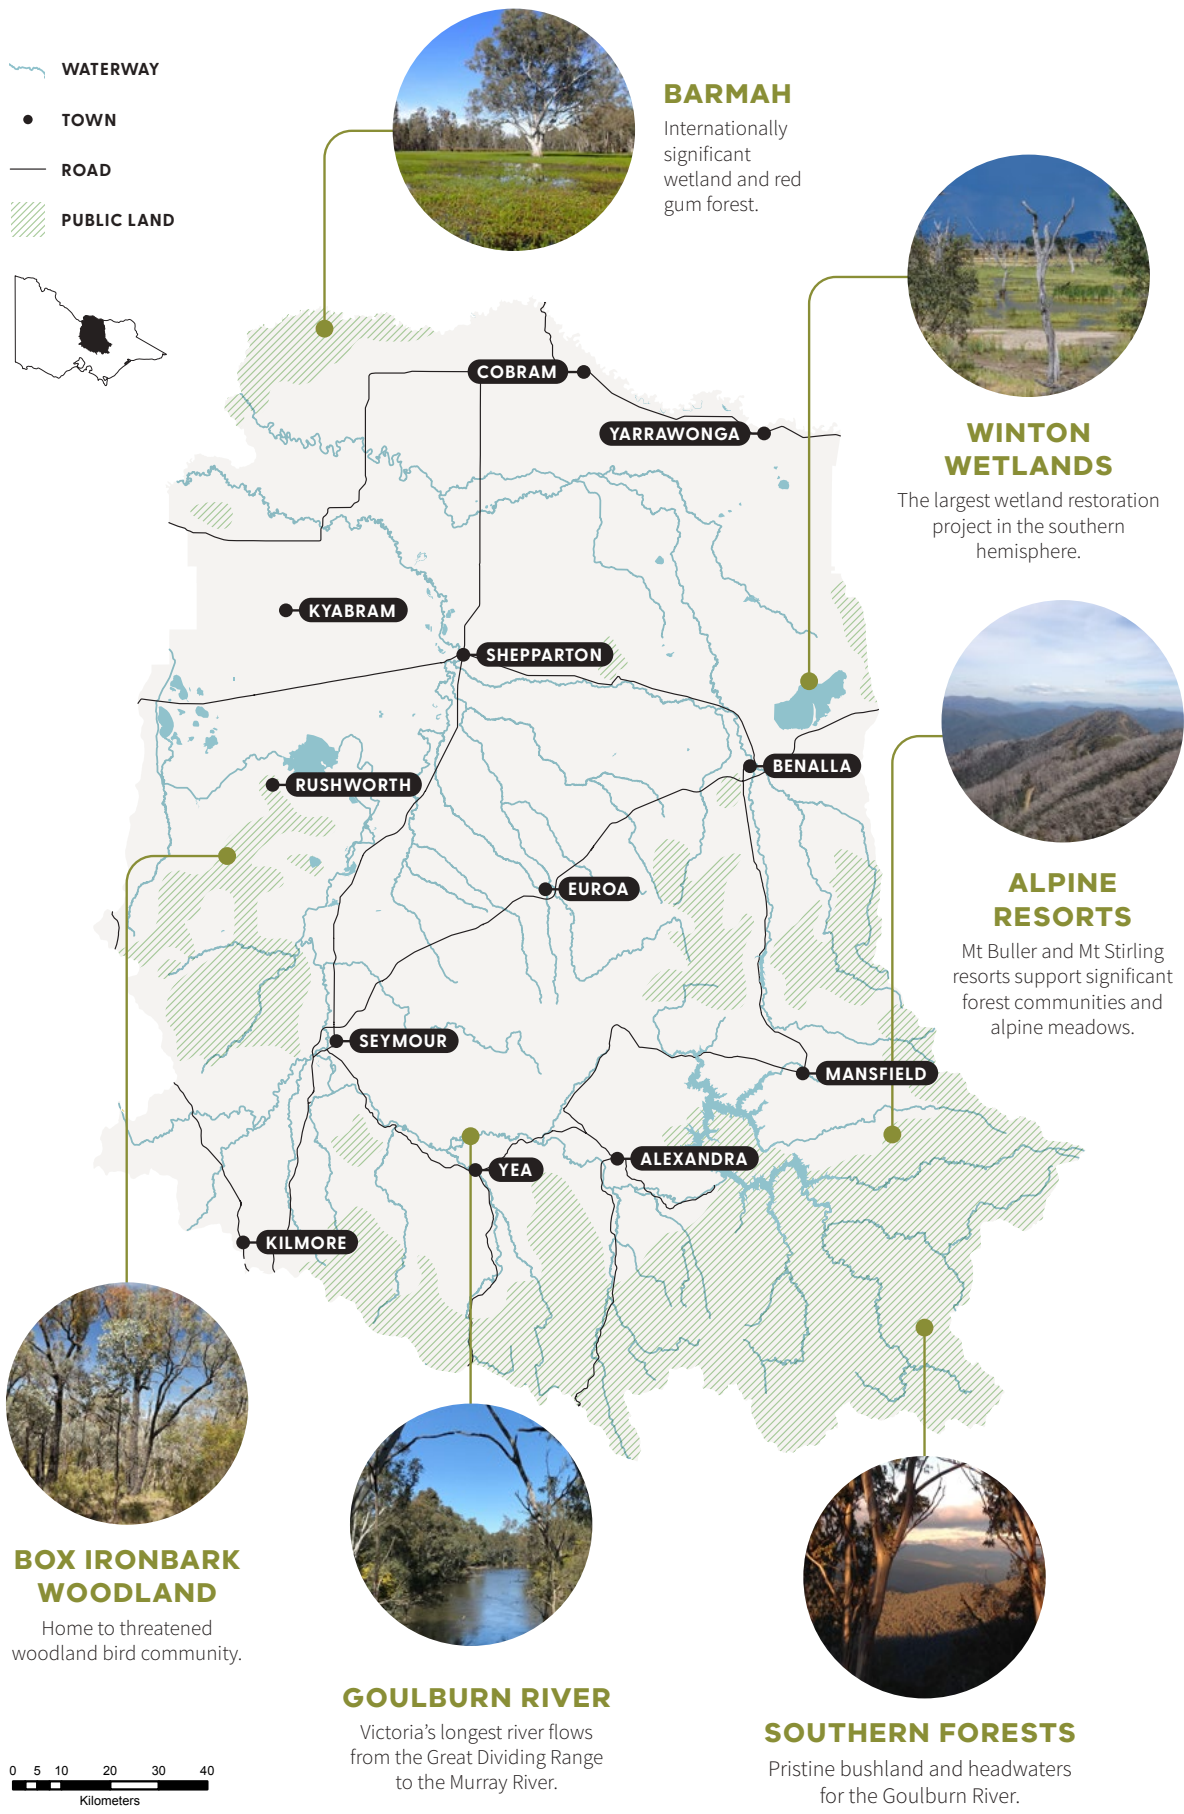 WATERWAY
TOWN
ROAD
PUBLIC LAND
BARMAH
Internationally
significant
wetland and red
gum forest.
WINTON
WETLANDS
The largest wetland restoration
project in the southern
hemisphere.
COBRAM
YARRAWONGA
KYABRAM
SHEPPARTON
BENALLA
RUSHWORTH
EUROA
ALPINE
RESORTS
Mt Buller and Mt Stirling
resorts support significant
forest communities and
alpine meadows.
SEYMOUR
MANSFIELD
ALEXANDRA
YEA
KILMORE
BOX IRONBARK
WOODLAND
Home to threatened
woodland bird community.
GOULBURN RIVER
Victoria's longest river flows
from the Great Dividing Range
to the Murray River.
SOUTHERN FORESTS
Pristine bushland and headwaters
for the Goulburn River.
0 5 10 20 30 40
Kilometers